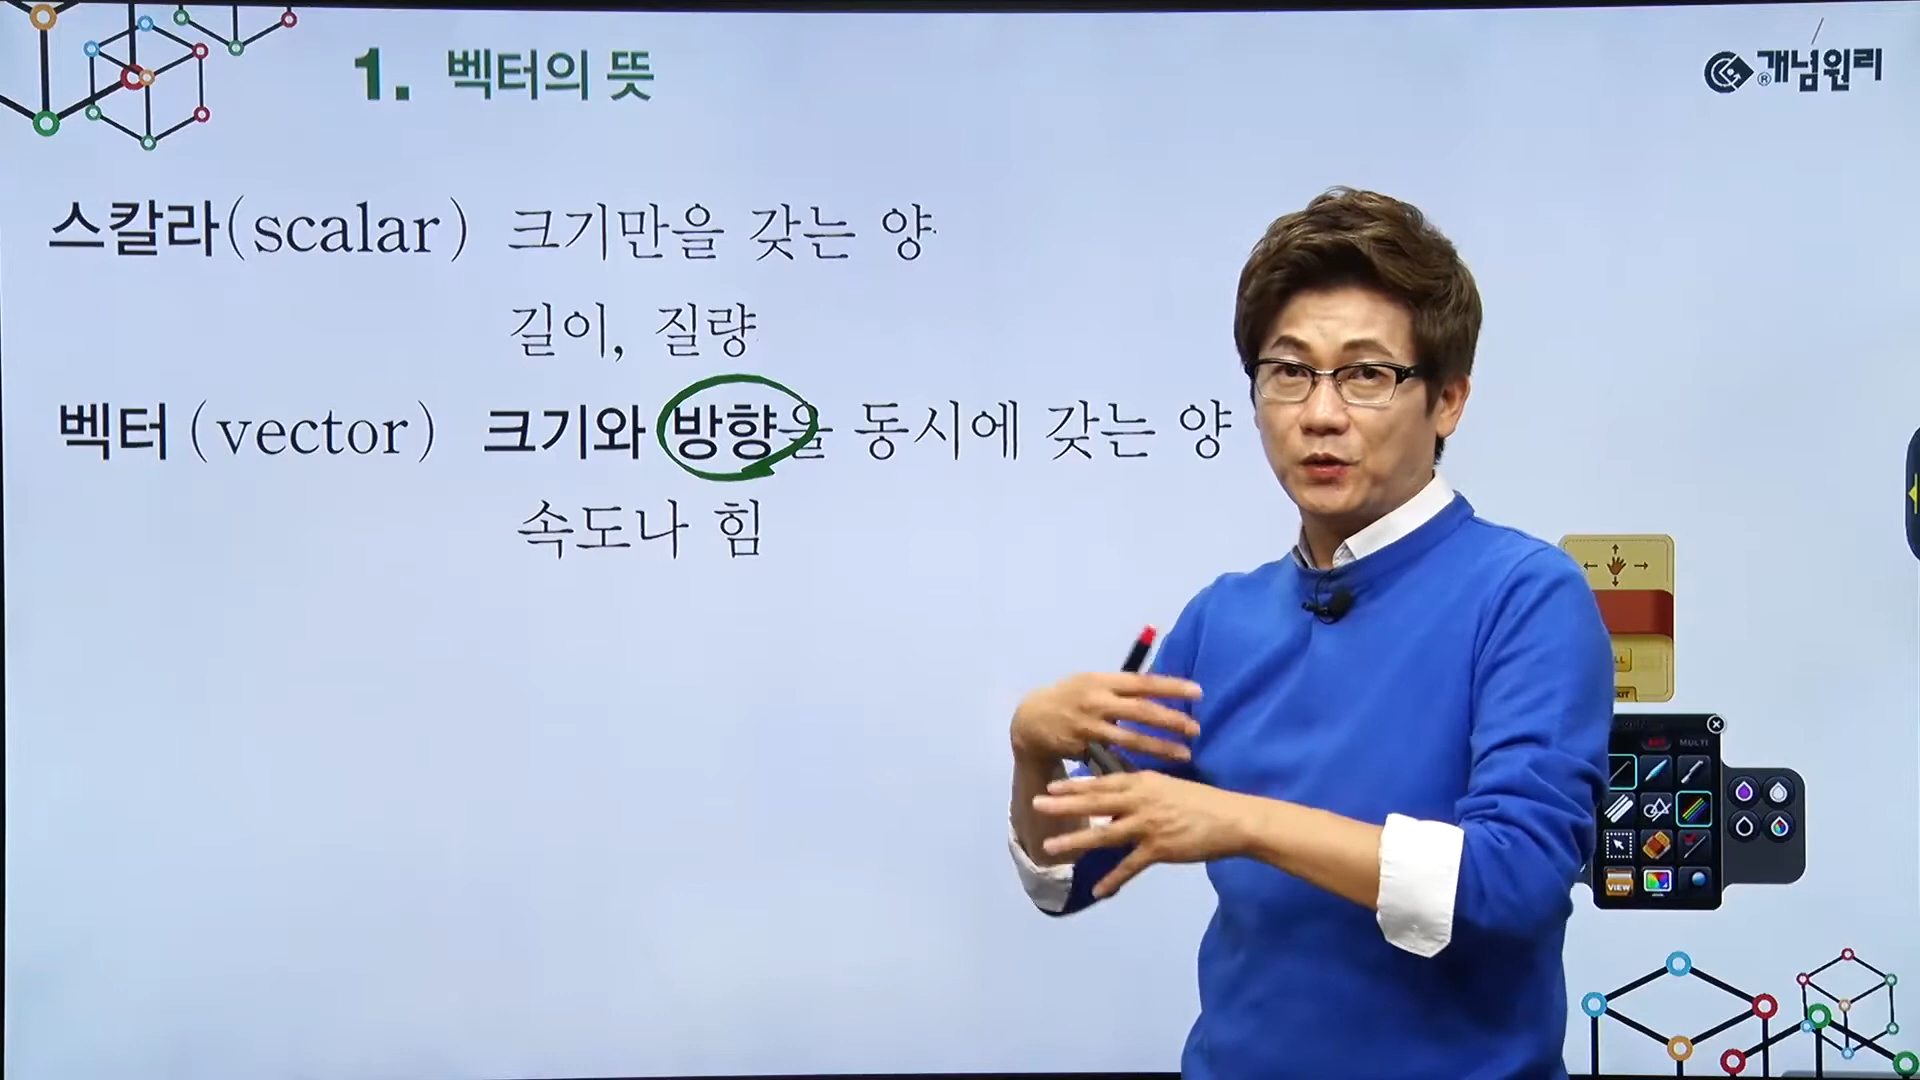 1. 벡터의 뜻
개념원리
스칼라(scalar) 크기만을 갖는 양
길이, 질량
벡터(vector) 크기와 방향을 동시에 갖는 양
속도나 힘
MULTI
VIEW